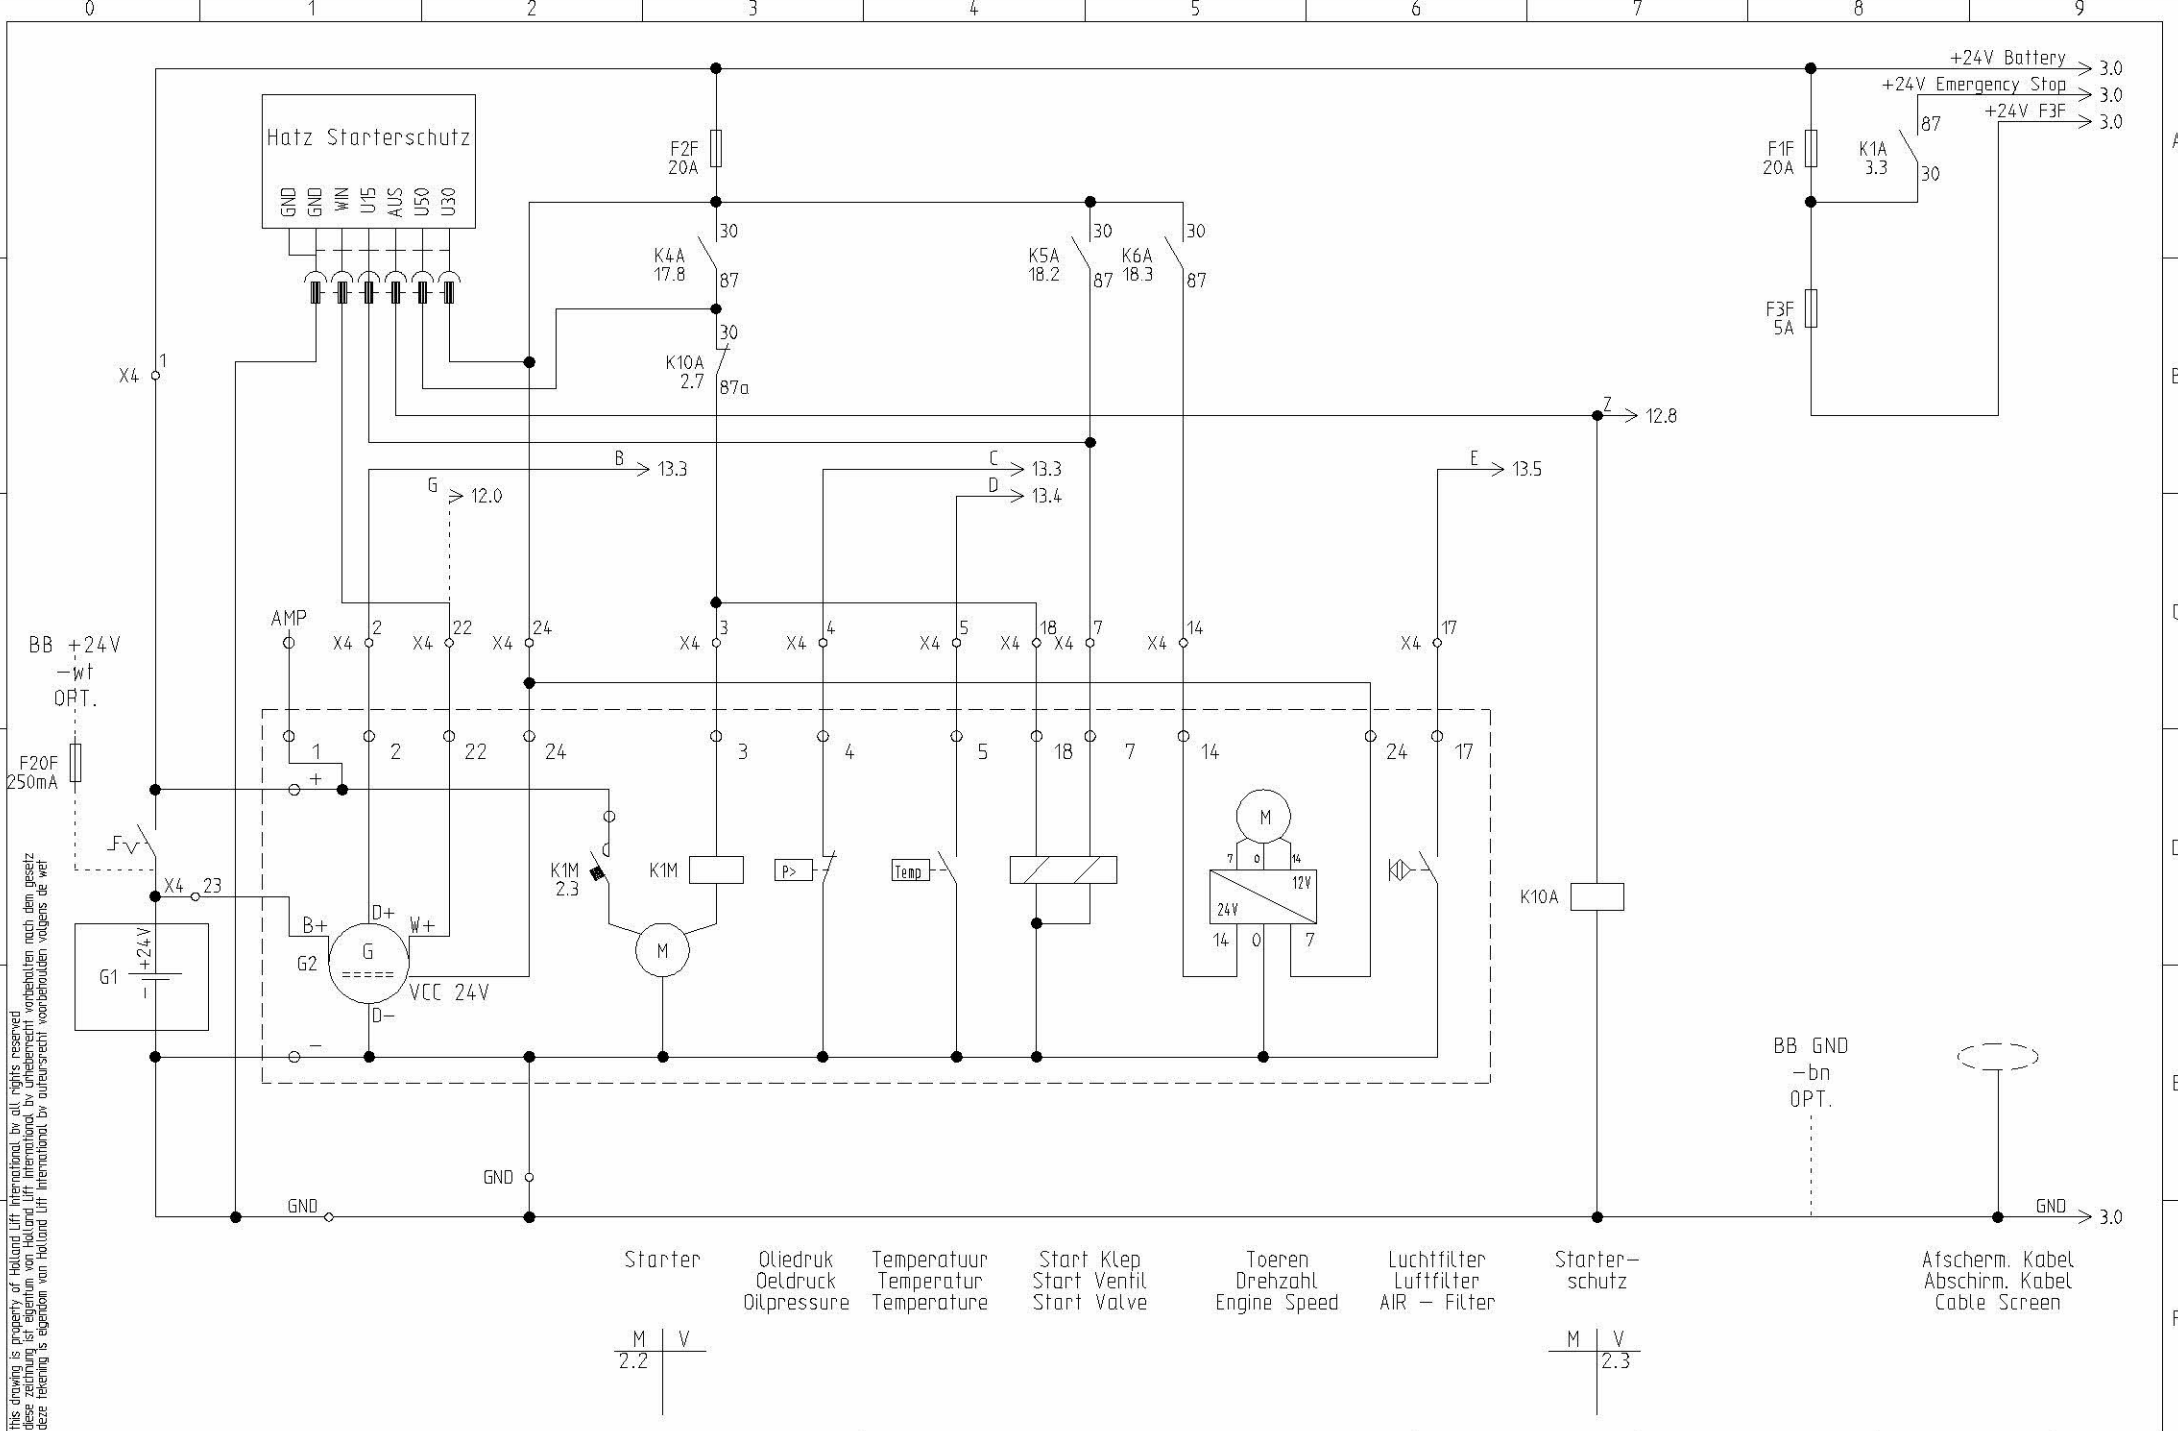 0 1 2 3 4 5 6 7 8 9
+24V Battery 3.0
+24V Emergency Stop 3.0
+24V F3F 3.0
Hatz Starterschutz
GND GND WIN U15 AUS U50 U30
F2F
20A
F1F
20A
K1A
3.3
87
30
A
30
K4A
17.8
87
30
K5A
18.2
87
30
K6A
18.3
87
F3F
5A
30
K10A
2.7
87a
X4 1
B
Z 12.8
B 13.3
G 12.0
C 13.3
D 13.4
E 13.5
AMP
X4 2
X4 22
X4 24
X4 3
X4 4
X4 5
X4 18
X4 7
X4 14
X4 17
C
BB +24V
-wt
OPT.
F20F
250mA
1 2 22 24 3 4 5 18 7 14 24 17
+
M
7 0 14
12V
24V
14 0 7
D
K1M
2.3
K1M
P>
Temp
K10A
X4 23
B+
D+
W+
G
G2
VCC 24V
D-
M
G1
+24V
-
-
BB GND
-bn
OPT.
E
GND
GND
GND 3.0
Starter
Oliedruk
Oeldruck
Oilpressure
Temperatuur
Temperatur
Temperature
Start Klep
Start Ventil
Start Valve
Toeren
Drehzahl
Engine Speed
Luchtfilter
Luftfilter
AIR - Filter
Starter-
schutz
Afscherm. Kabel
Abschirm. Kabel
Cable Screen
F
M V
2.2
M V
2.3
this drawing is property of Holland Lift International bv all rights reserved
diese zeichnung ist eigentum von Holland Lift International bv urheberrecht vorbehalten nach dem gesetz
deze tekening is eigendom van Holland Lift International bv auteursrecht voorbehouden volgens de wet